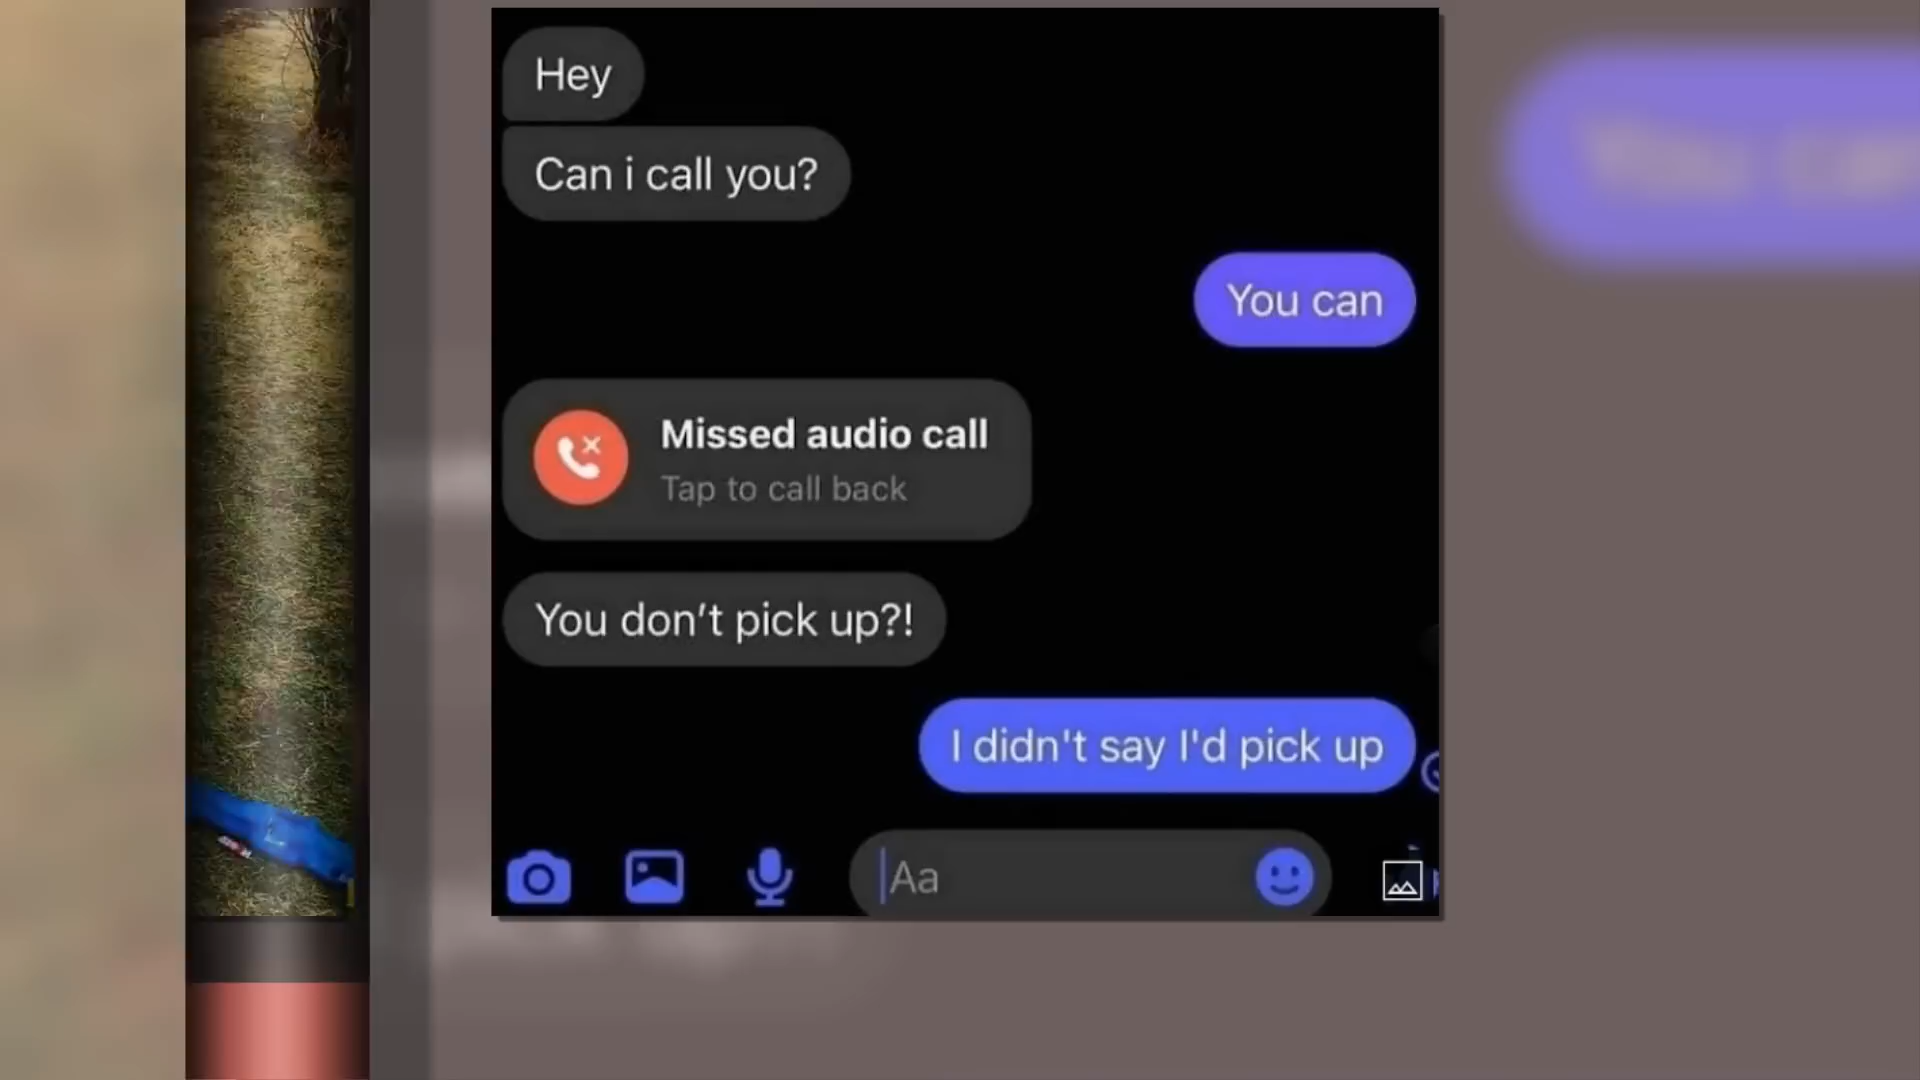 Hey
Can i call you?
You can
Missed audio call
Tap to call back
You don’t pick up?!
I didn't say I'd pick up
Aa